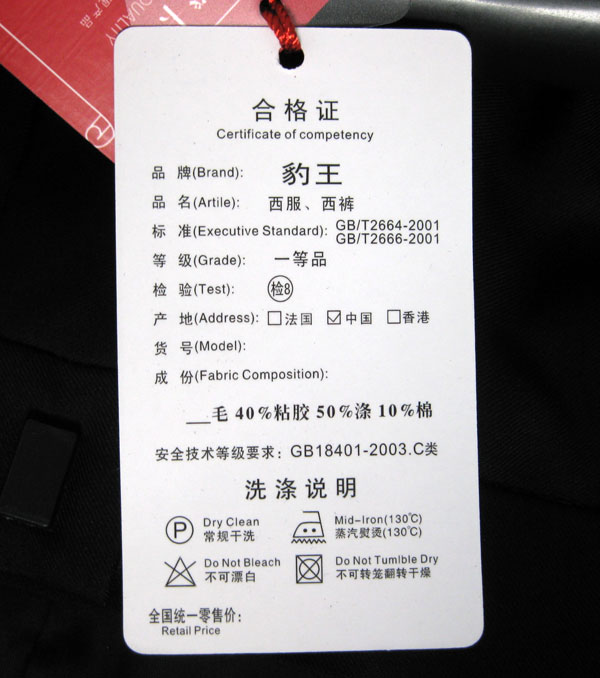 QUALITY
合格证
Certificate of competency
品 牌(Brand): 豹王
品 名(Artile): 西服、西裤
标 准(Executive Standard): GB/T2664-2001
GB/T2666-2001
等 级(Grade): 一等品
检 验(Test): 检8
产 地(Address): □法国 ☑中国 □香港
货 号(Model):
成 份(Fabric Composition):
__毛 40%粘胶 50%涤 10%棉
安全技术等级要求: GB18401-2003.C类
洗涤说明
P Dry Clean
常规干洗
Mid-Iron(130℃)
蒸汽熨烫(130℃)
Do Not Bleach
不可漂白
Do Not Tumlble Dry
不可转笼翻转干燥
全国统一零售价:
Retail Price